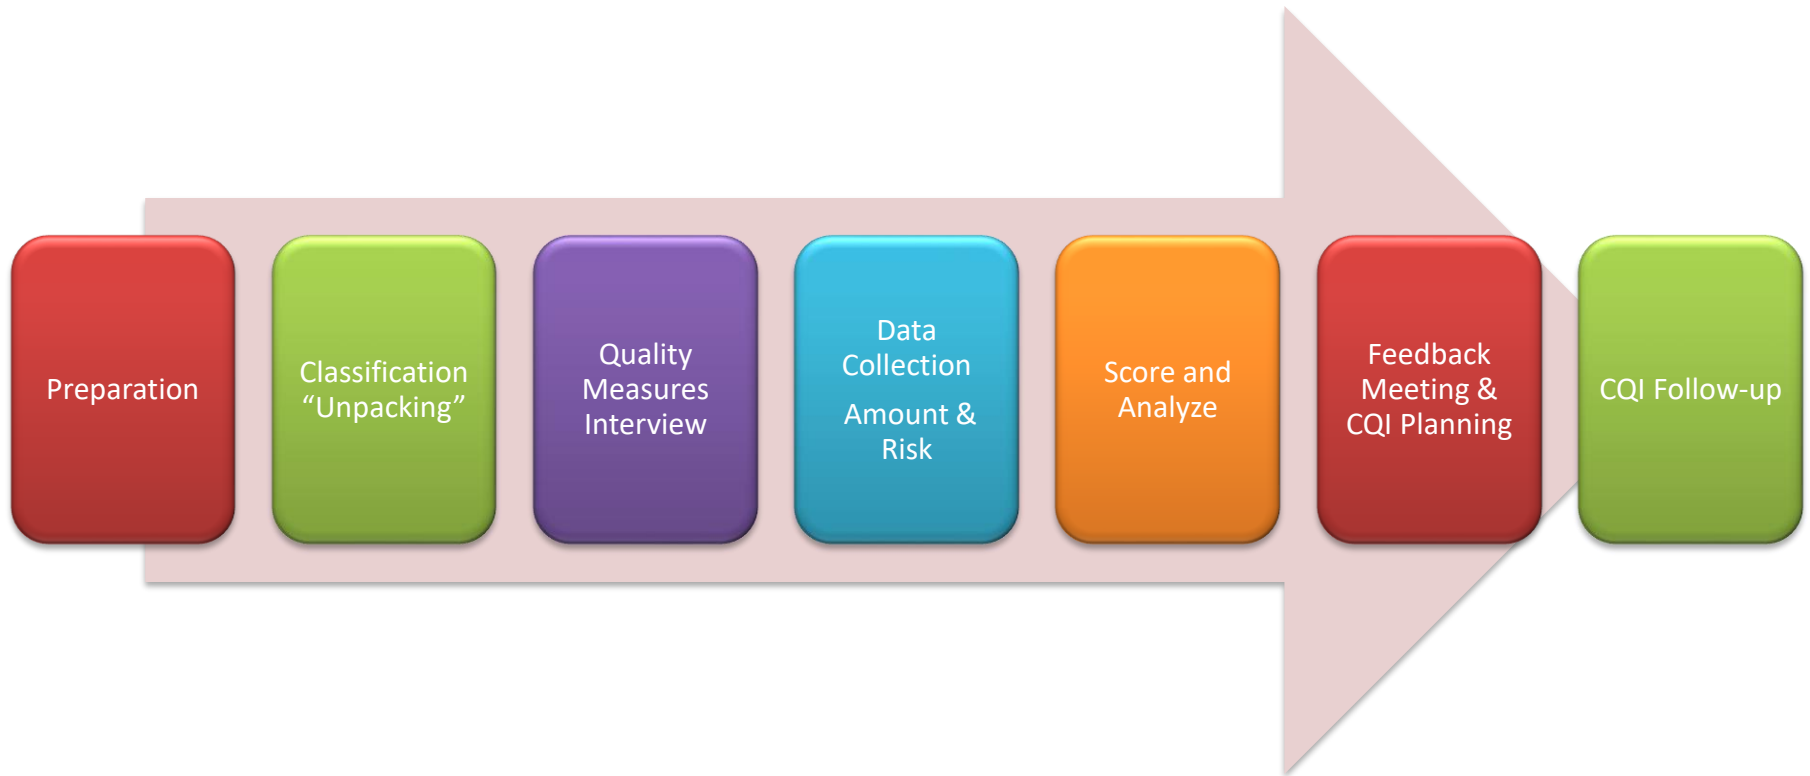 Preparation
Classification
“Unpacking”
Quality
Measures
Interview
Data
Collection
Amount &
Risk
Score and
Analyze
Feedback
Meeting &
CQI Planning
CQI Follow-up